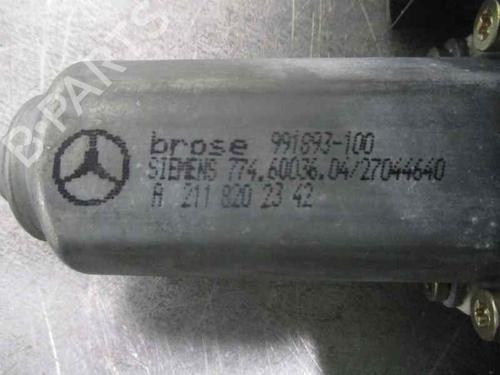 B-PARTS
brose 991893-100
SIEMENS 774.60036.04/27044640
A 211 820 23 42